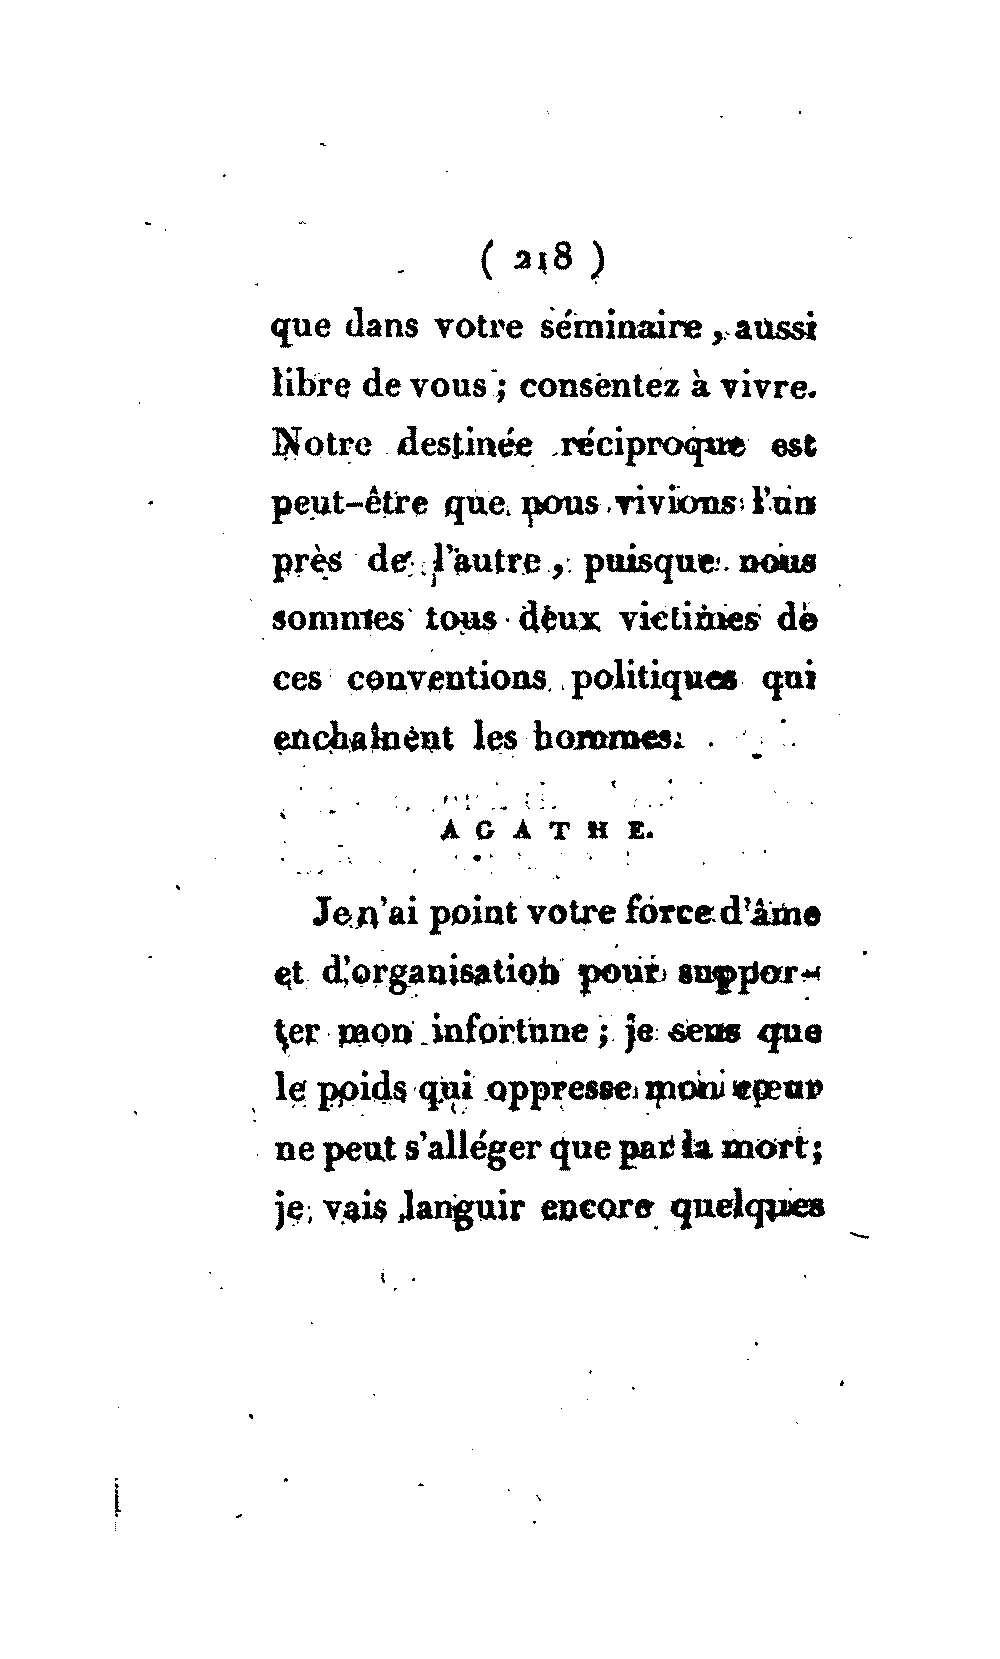 ( 218 )
que dans votre séminaire, aussi
libre de vous; consentez à vivre.
Notre destinée réciproque est
peut-être que nous vivions l'un
près de l'autre, puisque nous
sommes tous deux victimes de
ces conventions politiques qui
enchaînent les hommes.
AGATHE.
Je n'ai point votre force d'âme
et d'organisation pour suppor-
ter mon infortune; je sens que
le poids qui oppresse mon cœur
ne peut s'alléger que par la mort;
je vais languir encore quelques